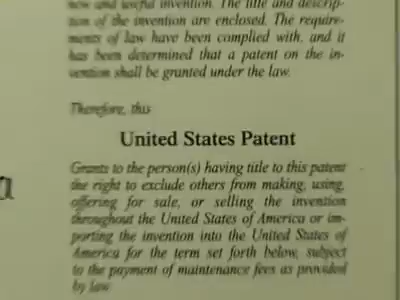 new and useful invention. The title and descrip-
tion of the invention are enclosed. The require-
ments of law have been complied with, and it
has been determined that a patent on the in-
vention shall be granted under the law.
Therefore, this
United States Patent
Grants to the person(s) having title to this patent
the right to exclude others from making, using,
offering for sale, or selling the invention
throughout the United States of America or im-
porting the invention into the United States of
America for the term set forth below, subject
to the payment of maintenance fees as provided
by law.